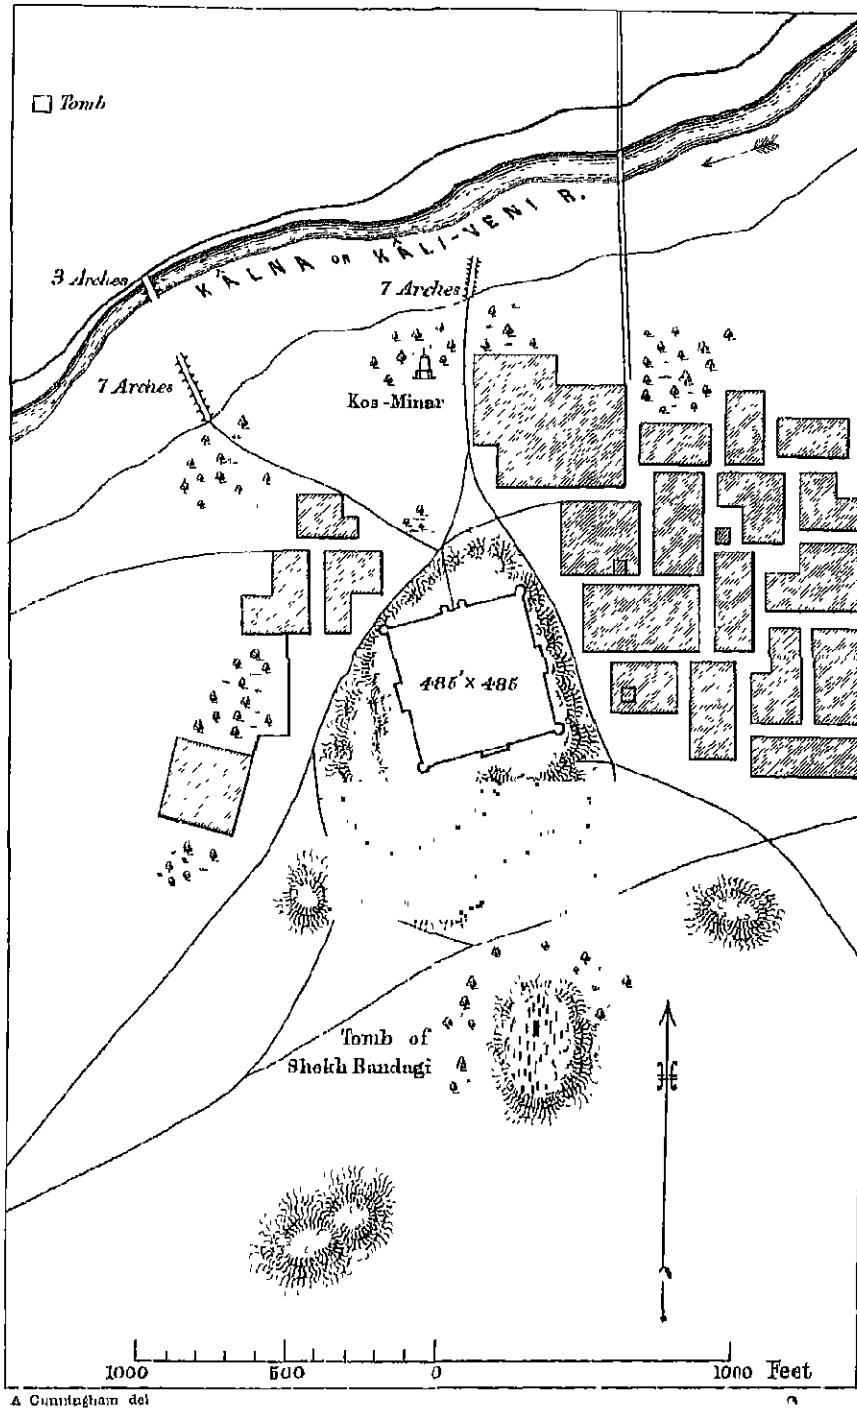 Tomb
KÂLNA OR KÂLI-VENI R.
3 Arches
7 Arches
7 Arches
Kos-Minar
485' × 485
Tomb of
Shekh Bandagi
1000 500 0 1000 Feet
A Cunningham del